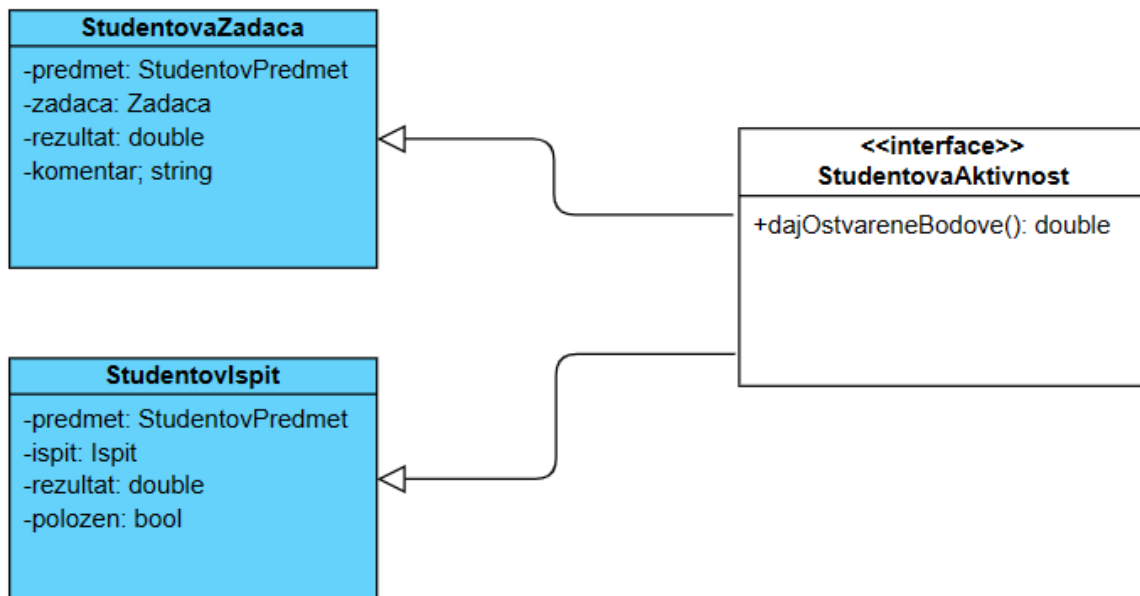 StudentovaZadaca
-predmet: StudentovPredmet
-zadaca: Zadaca
-rezultat: double
-komentar; string
<<interface>>
StudentovaAktivnost
+dajOstvareneBodove(): double
StudentovIspit
-predmet: StudentovPredmet
-ispit: Ispit
-rezultat: double
-polozen: bool